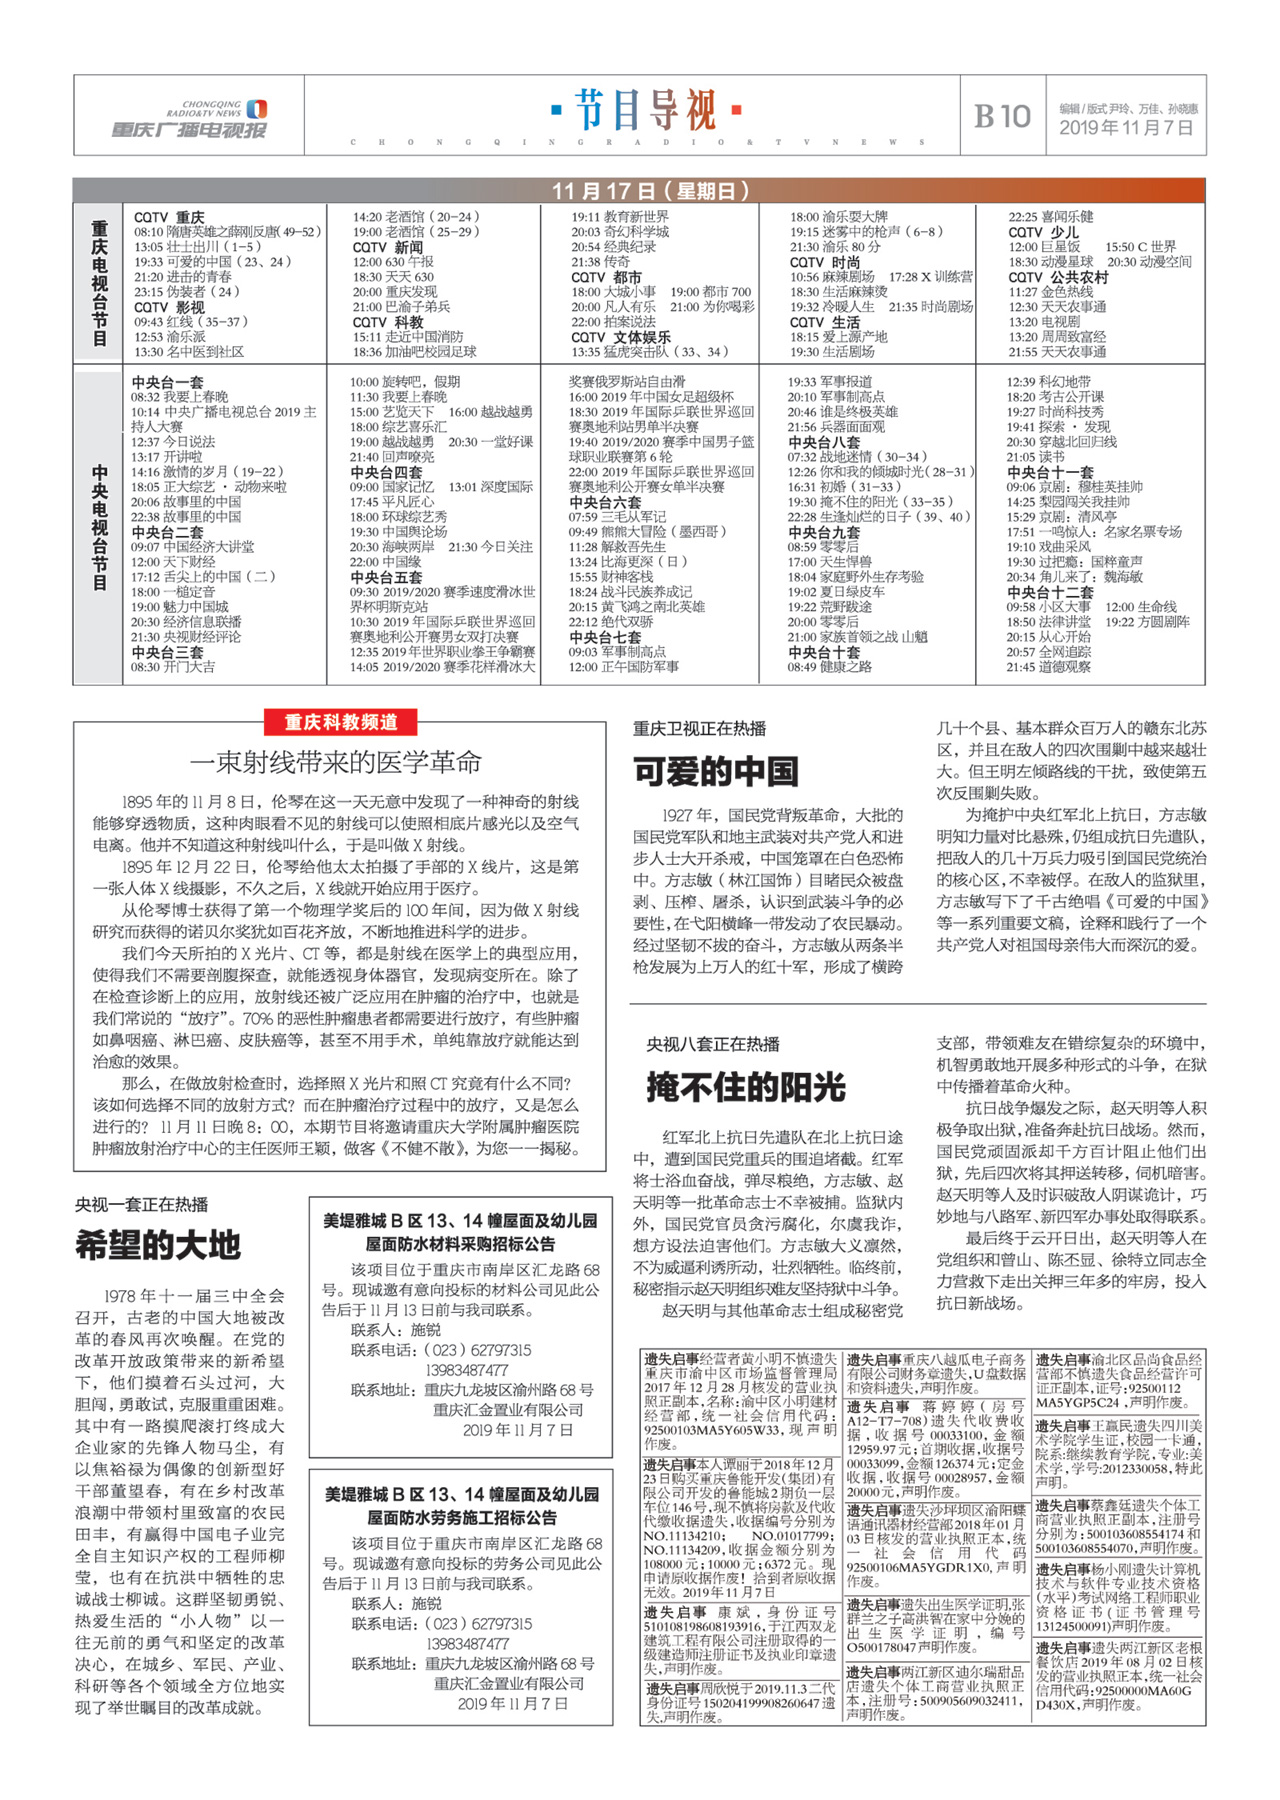 CHONGQING
RADIO&TV NEWS
重庆广播电视报
节目导视
CHONGQINGRADIO&TVNEWS
B10
编辑/版式 尹玲、万佳、孙晓惠
2019年11月7日
11月17日（星期日）
重庆电视台节目
CQTV 重庆
08:10 隋唐英雄之薛刚反唐(49-52)
13:05 壮士出川（1-5）
19:33 可爱的中国（23、24）
21:20 进击的青春
23:15 伪装者（24）
CQTV 影视
09:43 红线（35-37）
12:53 渝乐派
13:30 名中医到社区
14:20 老酒馆（20-24）
19:00 老酒馆（25-29）
CQTV 新闻
12:00 630 午报
18:30 天天 630
20:00 重庆发现
21:00 巴渝子弟兵
CQTV 科教
15:11 走近中国消防
18:36 加油吧校园足球
19:11 教育新世界
20:03 奇幻科学城
20:54 经典纪录
21:38 传奇
CQTV 都市
18:00 大城小事 19:00 都市 700
20:00 凡人有乐 21:00 为你喝彩
22:00 拍案说法
CQTV 文体娱乐
13:35 猛虎突击队（33、34）
18:00 渝乐耍大牌
19:15 迷雾中的枪声（6-8）
21:30 渝乐 80 分
CQTV 时尚
10:56 麻辣剧场 17:28 X 训练营
18:30 生活麻辣烫
19:32 冷暖人生 21:35 时尚剧场
CQTV 生活
18:15 爱上源产地
19:30 生活剧场
22:25 喜闻乐健
CQTV 少儿
12:00 巨星饭 15:50 C 世界
18:30 动漫星球 20:30 动漫空间
CQTV 公共农村
11:27 金色热线
12:30 天天农事通
13:20 电视剧
13:20 周周致富经
21:55 天天农事通
中央电视台节目
中央台一套
08:32 我要上春晚
10:14 中央广播电视总台 2019 主
持人大赛
12:37 今日说法
13:17 开讲啦
14:16 激情的岁月（19-22）
18:05 正大综艺 · 动物来啦
20:06 故事里的中国
22:38 故事里的中国
中央台二套
09:07 中国经济大讲堂
12:00 天下财经
17:12 舌尖上的中国（二）
18:00 一槌定音
19:00 魅力中国城
20:30 经济信息联播
21:30 央视财经评论
中央台三套
08:30 开门大吉
10:00 旋转吧，假期
11:30 我要上春晚
15:00 艺览天下 16:00 越战越勇
18:00 综艺喜乐汇
19:00 越战越勇 20:30 一堂好课
21:40 回声嘹亮
中央台四套
09:00 国家记忆 13:01 深度国际
17:45 平凡匠心
18:00 环球综艺秀
19:30 中国舆论场
20:30 海峡两岸 21:30 今日关注
22:00 中国缘
中央台五套
09:30 2019/2020 赛季速度滑冰世
界杯明斯克站
10:30 2019 年国际乒联世界巡回
赛奥地利公开赛男女双打决赛
12:35 2019 年世界职业拳王争霸赛
14:05 2019/2020 赛季花样滑冰大
奖赛俄罗斯站自由滑
16:00 2019 年中国女足超级杯
18:30 2019 年国际乒联世界巡回
赛奥地利站男单半决赛
19:40 2019/2020 赛季中国男子篮
球职业联赛第 6 轮
22:00 2019 年国际乒联世界巡回
赛奥地利公开赛女单半决赛
中央台六套
07:59 三毛从军记
09:49 熊熊大冒险（墨西哥）
11:28 解救吾先生
13:24 比海更深（日）
15:55 财神客栈
18:24 战斗民族养成记
20:15 黄飞鸿之南北英雄
22:12 绝代双骄
中央台七套
09:03 军事制高点
12:00 正午国防军事
19:33 军事报道
20:10 军事制高点
20:46 谁是终极英雄
21:56 兵器面面观
中央台八套
07:32 战地迷情（30-34）
12:26 你和我的倾城时光(28-31)
16:31 初婚（31-33）
19:30 掩不住的阳光（33-35）
22:28 生逢灿烂的日子（39、40）
中央台九套
08:59 零零后
17:00 天生悍兽
18:04 家庭野外生存考验
19:02 夏日绿皮车
19:22 荒野跋途
20:00 零零后
21:00 家族首领之战 山魈
中央台十套
08:49 健康之路
12:39 科幻地带
18:20 考古公开课
19:27 时尚科技秀
19:41 探索 · 发现
20:30 穿越北回归线
21:05 读书
中央台十一套
09:06 京剧：穆桂英挂帅
14:25 梨园闯关我挂帅
15:29 京剧：清风亭
17:51 一鸣惊人：名家名票专场
19:10 戏曲采风
19:30 过把瘾：国粹童声
20:34 角儿来了：魏海敏
中央台十二套
09:58 小区大事 12:00 生命线
18:50 法律讲堂 19:22 方圆剧阵
20:15 从心开始
20:57 全网追踪
21:45 道德观察
重庆科教频道
一束射线带来的医学革命
1895 年的 11 月 8 日，伦琴在这一天无意中发现了一种神奇的射线
能够穿透物质，这种肉眼看不见的射线可以使照相底片感光以及空气
电离。他并不知道这种射线叫什么，于是叫做 X 射线。
1895 年 12 月 22 日，伦琴给他太太拍摄了手部的 X 线片，这是第
一张人体 X 线摄影，不久之后，X 线就开始应用于医疗。
从伦琴博士获得了第一个物理学奖后的 100 年间，因为做 X 射线
研究而获得的诺贝尔奖犹如百花齐放，不断地推进科学的进步。
我们今天所拍的 X 光片、CT 等，都是射线在医学上的典型应用，
使得我们不需要剖腹探查，就能透视身体器官，发现病变所在。除了
在检查诊断上的应用，放射线还被广泛应用在肿瘤的治疗中，也就是
我们常说的“放疗”。70% 的恶性肿瘤患者都需要进行放疗，有些肿瘤
如鼻咽癌、淋巴癌、皮肤癌等，甚至不用手术，单纯靠放疗就能达到
治愈的效果。
那么，在做放射检查时，选择照 X 光片和照 CT 究竟有什么不同？
该如何选择不同的放射方式？而在肿瘤治疗过程中的放疗，又是怎么
进行的？ 11 月 11 日晚 8：00，本期节目将邀请重庆大学附属肿瘤医院
肿瘤放射治疗中心的主任医师王颖，做客《不健不散》，为您一一揭秘。
重庆卫视正在热播
可爱的中国
1927 年，国民党背叛革命，大批的
国民党军队和地主武装对共产党人和进
步人士大开杀戒，中国笼罩在白色恐怖
中。方志敏（林江国饰）目睹民众被盘
剥、压榨、屠杀，认识到武装斗争的必
要性，在弋阳横峰一带发动了农民暴动。
经过坚韧不拔的奋斗，方志敏从两条半
枪发展为上万人的红十军，形成了横跨
几十个县、基本群众百万人的赣东北苏
区，并且在敌人的四次围剿中越来越壮
大。但王明左倾路线的干扰，致使第五
次反围剿失败。
为掩护中央红军北上抗日，方志敏
明知力量对比悬殊，仍组成抗日先遣队，
把敌人的几十万兵力吸引到国民党统治
的核心区，不幸被俘。在敌人的监狱里，
方志敏写下了千古绝唱《可爱的中国》
等一系列重要文稿，诠释和践行了一个
共产党人对祖国母亲伟大而深沉的爱。
央视八套正在热播
掩不住的阳光
红军北上抗日先遣队在北上抗日途
中，遭到国民党重兵的围追堵截。红军
将士浴血奋战，弹尽粮绝，方志敏、赵
天明等一批革命志士不幸被捕。监狱内
外，国民党官员贪污腐化，尔虞我诈，
想方设法迫害他们。方志敏大义凛然，
不为威逼利诱所动，壮烈牺牲。临终前，
秘密指示赵天明组织难友坚持狱中斗争。
赵天明与其他革命志士组成秘密党
支部，带领难友在错综复杂的环境中，
机智勇敢地开展多种形式的斗争，在狱
中传播着革命火种。
抗日战争爆发之际，赵天明等人积
极争取出狱，准备奔赴抗日战场。然而，
国民党顽固派却千方百计阻止他们出
狱，先后四次将其押送转移，伺机暗害。
赵天明等人及时识破敌人阴谋诡计，巧
妙地与八路军、新四军办事处取得联系。
最后终于云开日出，赵天明等人在
党组织和曾山、陈丕显、徐特立同志全
力营救下走出关押三年多的牢房，投入
抗日新战场。
央视一套正在热播
希望的大地
1978 年十一届三中全会
召开，古老的中国大地被改
革的春风再次唤醒。在党的
改革开放政策带来的新希望
下，他们摸着石头过河，大
胆闯，勇敢试，克服重重困难。
其中有一路摸爬滚打终成大
企业家的先锋人物马尘，有
以焦裕禄为偶像的创新型好
干部董望春，有在乡村改革
浪潮中带领村里致富的农民
田丰，有赢得中国电子业完
全自主知识产权的工程师柳
莹，也有在抗洪中牺牲的忠
诚战士柳诚。这群坚韧勇锐、
热爱生活的“小人物”以一
往无前的勇气和坚定的改革
决心，在城乡、军民、产业、
科研等各个领域全方位地实
现了举世瞩目的改革成就。
美堤雅城 B 区 13、14 幢屋面及幼儿园
屋面防水材料采购招标公告
该项目位于重庆市南岸区汇龙路 68
号。现诚邀有意向投标的材料公司见此公
告后于 11 月 13 日前与我司联系。
联系人：施锐
联系电话：（023）62797315
13983487477
联系地址：重庆九龙坡区渝州路 68 号
重庆汇金置业有限公司
2019 年 11 月 7 日
美堤雅城 B 区 13、14 幢屋面及幼儿园
屋面防水劳务施工招标公告
该项目位于重庆市南岸区汇龙路 68
号。现诚邀有意向投标的劳务公司见此公
告后于 11 月 13 日前与我司联系。
联系人：施锐
联系电话：（023）62797315
13983487477
联系地址：重庆九龙坡区渝州路 68 号
重庆汇金置业有限公司
2019 年 11 月 7 日
遗失启事经营者黄小明不慎遗失
重庆市渝中区市场监督管理局
2017 年 12 月 28 月核发的营业执
照正副本，名称：渝中区小明建材
经营部，统一社会信用代码：
92500103MA5Y605W33，现声明
作废。
遗失启事本人谭丽于2018年12月
23日购买重庆鲁能开发(集团)有
限公司开发的鲁能城2期负一层
车位146号，现不慎将房款及代收
代缴收据遗失，收据编号分别为
NO.11134210； NO.01017799；
NO.11134209，收据金额分别为
108000元；10000元；6372元。现
申请原收据作废！拾到者原收据
无效。2019年11月7日
遗失启事 康斌，身份证号
510108198608193916，于江西双龙
建筑工程有限公司注册取得的一
级建造师注册证书及执业印章遗
失，声明作废。
遗失启事周欣悦于2019.11.3二代
身份证号150204199908260647遗
失，声明作废。
遗失启事重庆八越瓜电子商务
有限公司财务章遗失，U盘数据
和资料遗失，声明作废。
遗失启事 蒋婷婷（房号
A12-T7-708）遗失代收费收
据，收据号00033100，金额
12959.97元；首期收据，收据号
00033099，金额126374元；定金
收据，收据号00028957，金额
20000元，声明作废。
遗失启事沙坪坝区渝阳蝶
语通讯器材经营部2018年01月
03日核发的营业执照正本，统
一社会信用代码
92500106MA5YGDR1X0，声明
作废。
遗失启事遗失出生医学证明，张
群兰之子高洪智在家中分娩的
出生医学证明，编号
O500178047声明作废。
遗失启事两江新区迪尔瑞甜品
店遗失个体工商营业执照正
本，注册号：500905609032411，
声明作废。
遗失启事渝北区品尚食品经
营部不慎遗失食品经营许可
证正副本，证号：92500112
MA5YGP5C24，声明作废。
遗失启事王赢民遗失四川美
术学院学生证，校园一卡通，
院系:继续教育学院，专业:美
术学，学号:2012330058，特此
声明。
遗失启事蔡鑫廷遗失个体工
商营业执照正副本，注册号
分别为：500103608554174和
500103608554070，声明作废。
遗失启事杨小刚遗失计算机
技术与软件专业技术资格
（水平）考试网络工程师职业
资格证书（证书管理号
13124500091)声明作废。
遗失启事遗失两江新区老根
餐饮店2019年08月02日核
发的营业执照正本，统一社会
信用代码：92500000MA60G
D430X，声明作废。